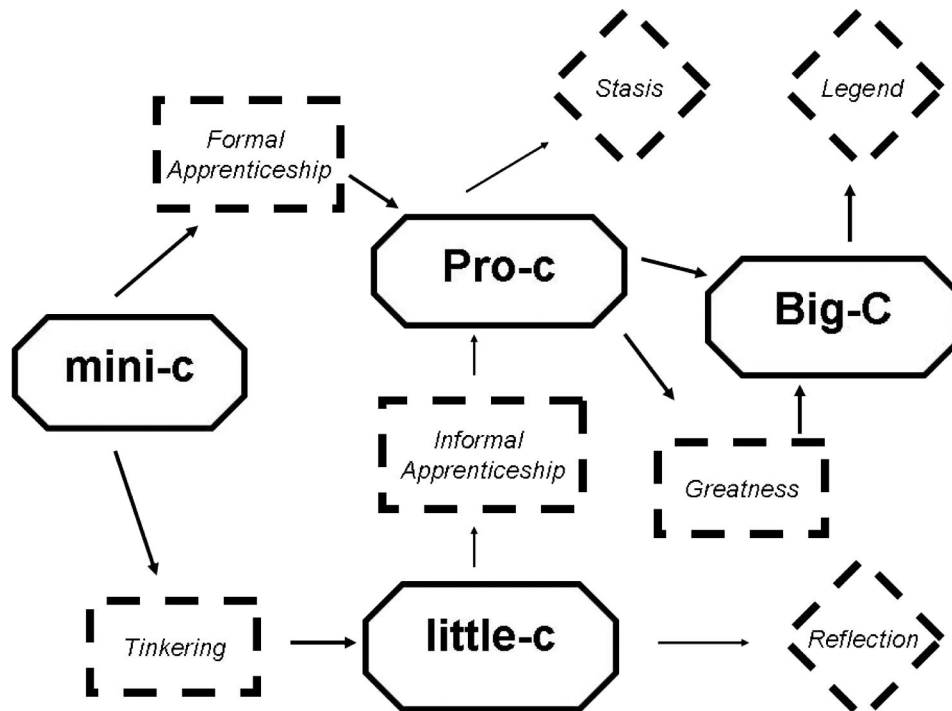 Stasis
Legend
Formal
Apprenticeship
Pro-c
Big-C
mini-c
Informal
Apprenticeship
Greatness
Tinkering
little-c
Reflection